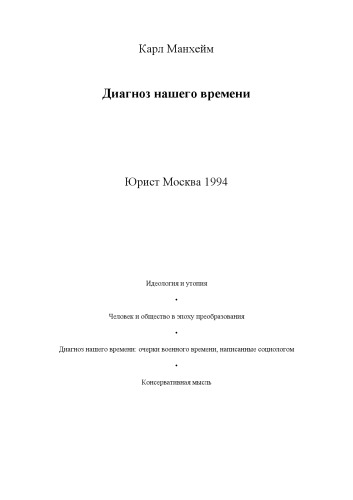 Карл Манхейм
Диагноз нашего времени
Юрист Москва 1994
Идеология и утопия
•
Человек и общество в эпоху преобразования
•
Диагноз нашего времени: очерки военного времени, написанные социологом
•
Консервативная мысль